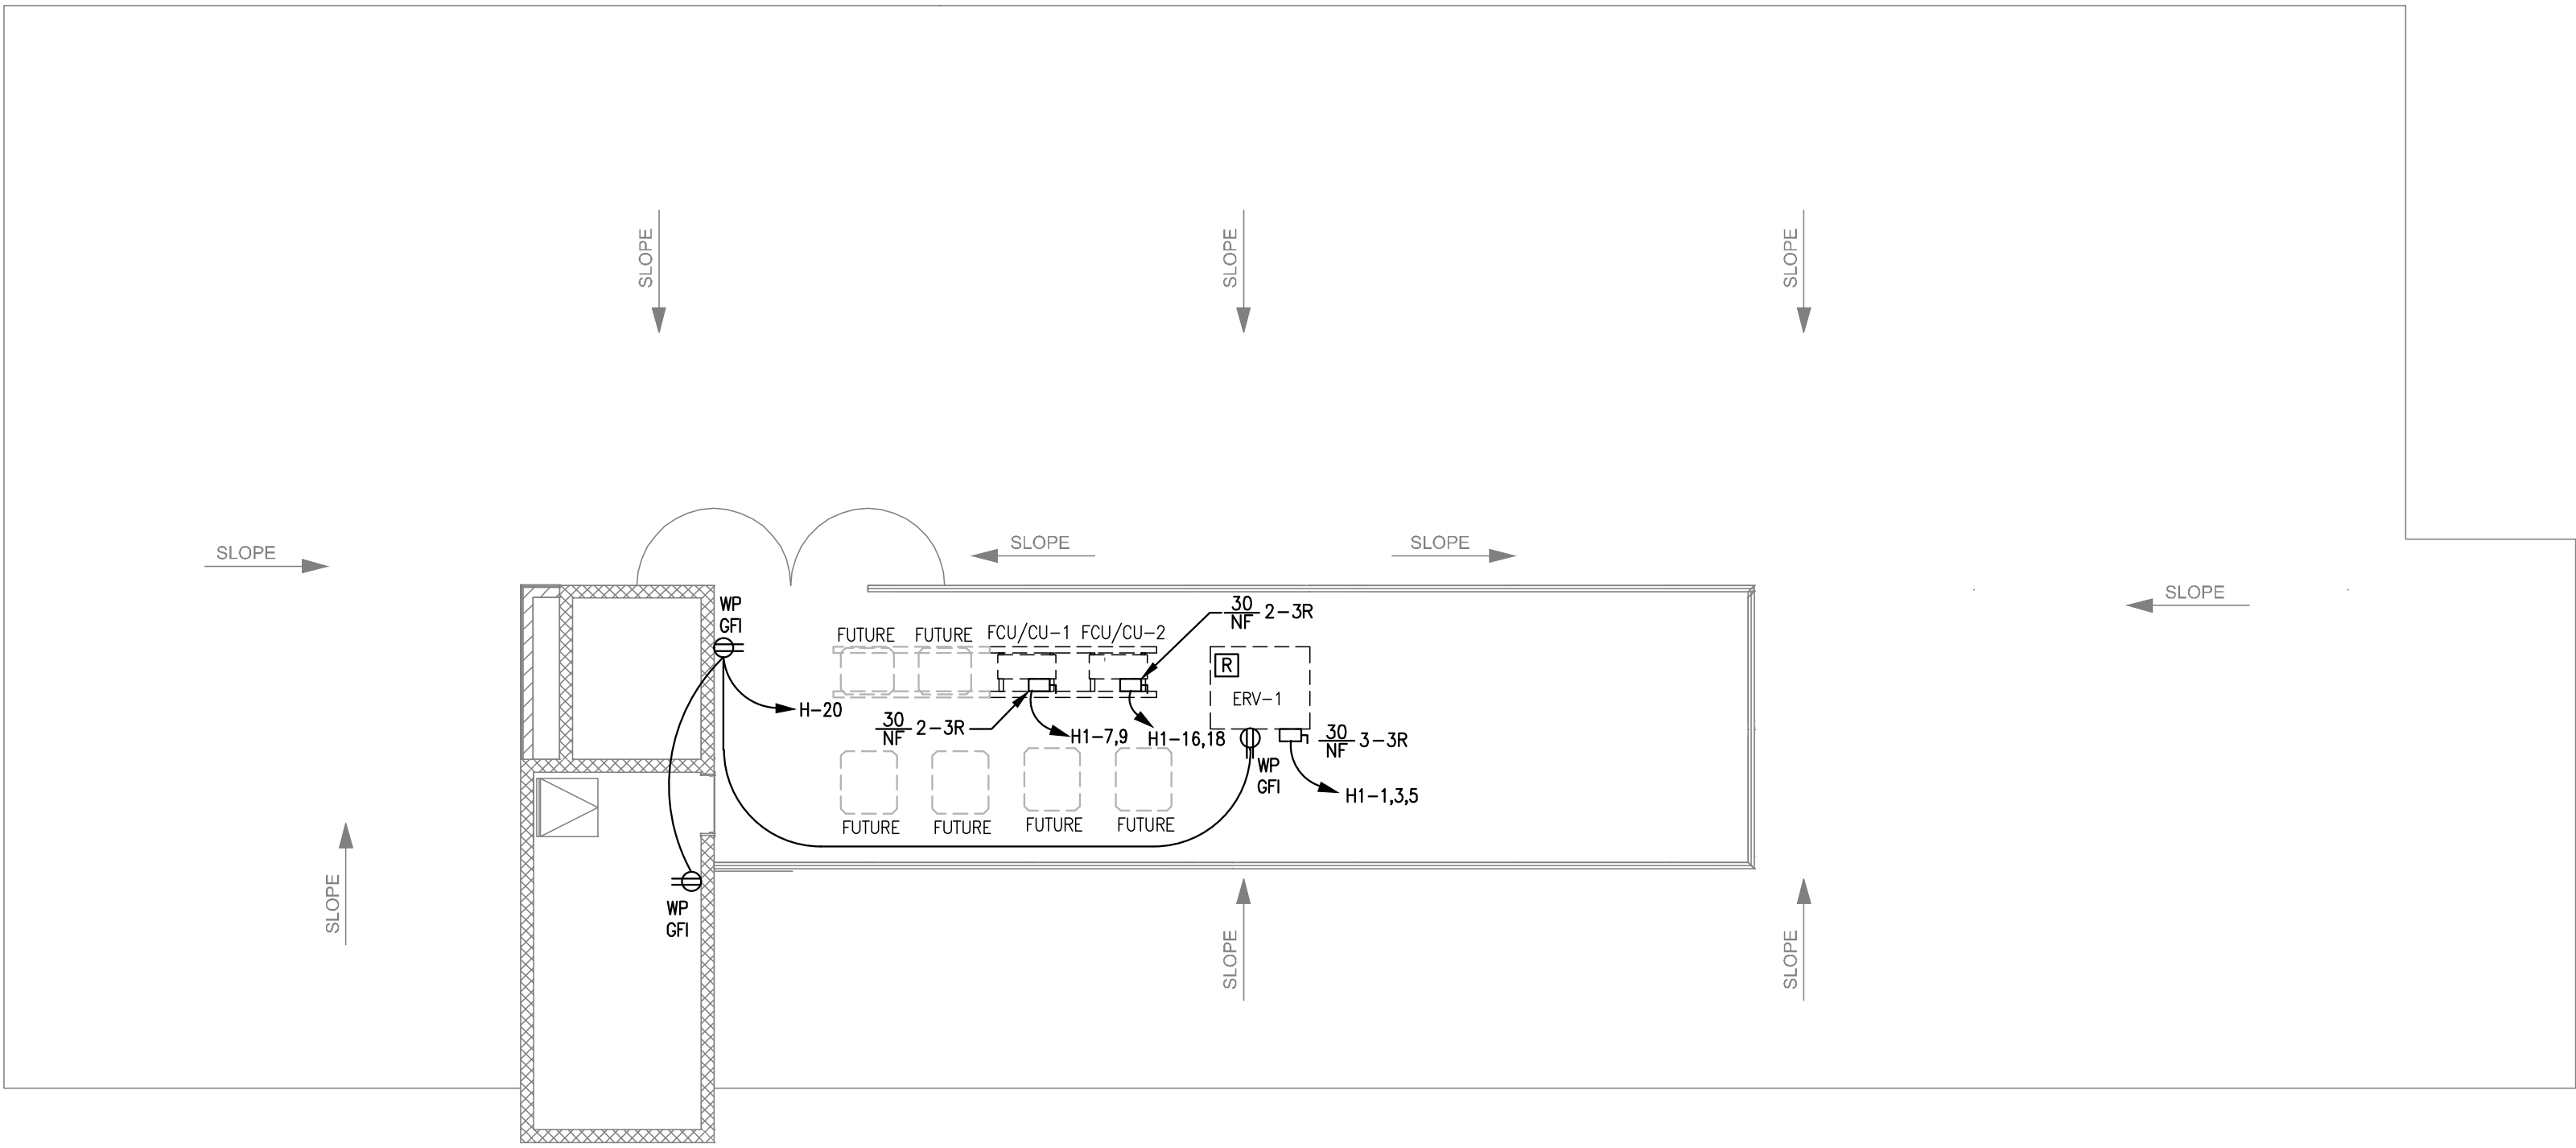 SLOPE
SLOPE
SLOPE
SLOPE
SLOPE
SLOPE
SLOPE
WP
GFI
30
NF
2-3R
FUTURE
FUTURE
FCU/CU-1
FCU/CU-2
R
ERV-1
H-20
30
NF
2-3R
H1-7,9
H1-16,18
30
NF
3-3R
WP
GFI
H1-1,3,5
FUTURE
FUTURE
FUTURE
FUTURE
SLOPE
WP
GFI
SLOPE
SLOPE